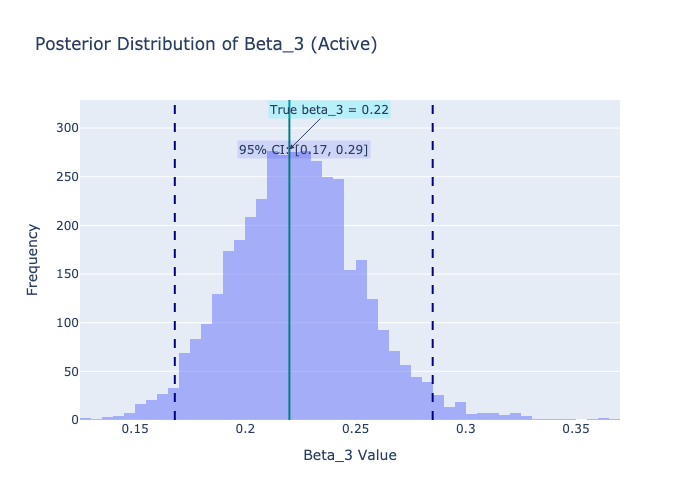 Posterior Distribution of Beta_3 (Active)
True beta_3 = 0.22
95% CI: [0.17, 0.29]
300
250
200
150
100
50
0
Frequency
0.15
0.2
0.25
0.3
0.35
Beta_3 Value